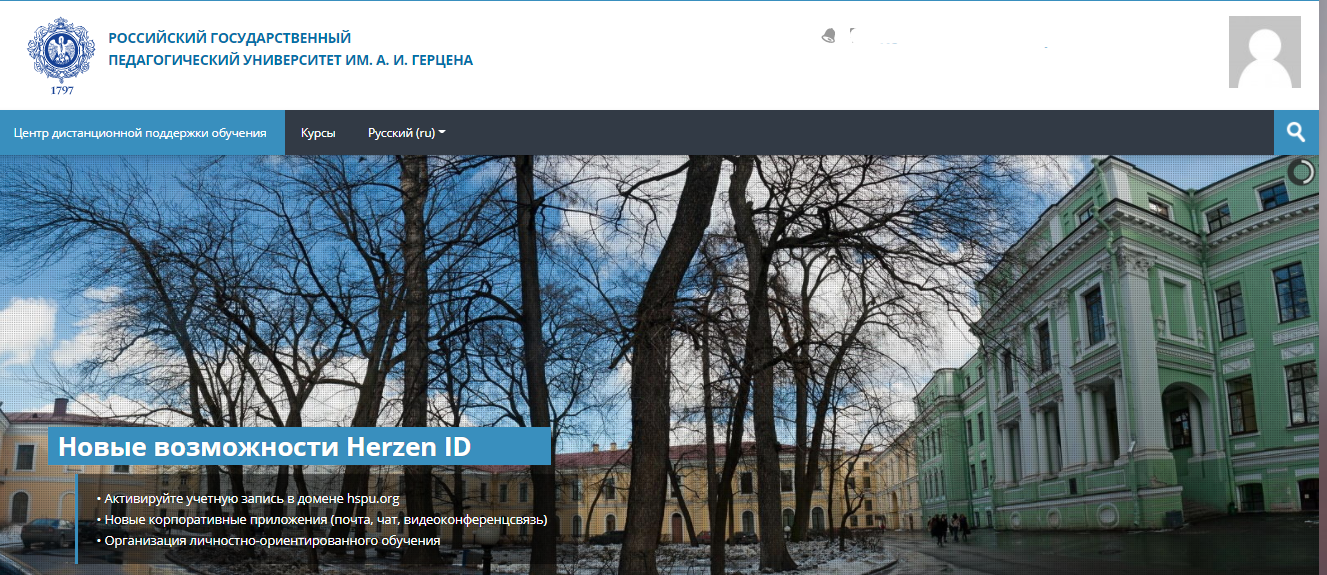 РОССИЙСКИЙ ГОСУДАРСТВЕННЫЙ
ПЕДАГОГИЧЕСКИЙ УНИВЕРСИТЕТ ИМ. А. И. ГЕРЦЕНА
1797
Центр дистанционной поддержки обучения
Курсы
Русский (ru)
Новые возможности Herzen ID
• Активируйте учетную запись в домене hspu.org
• Новые корпоративные приложения (почта, чат, видеоконференцсвязь)
• Организация личностно-ориентированного обучения